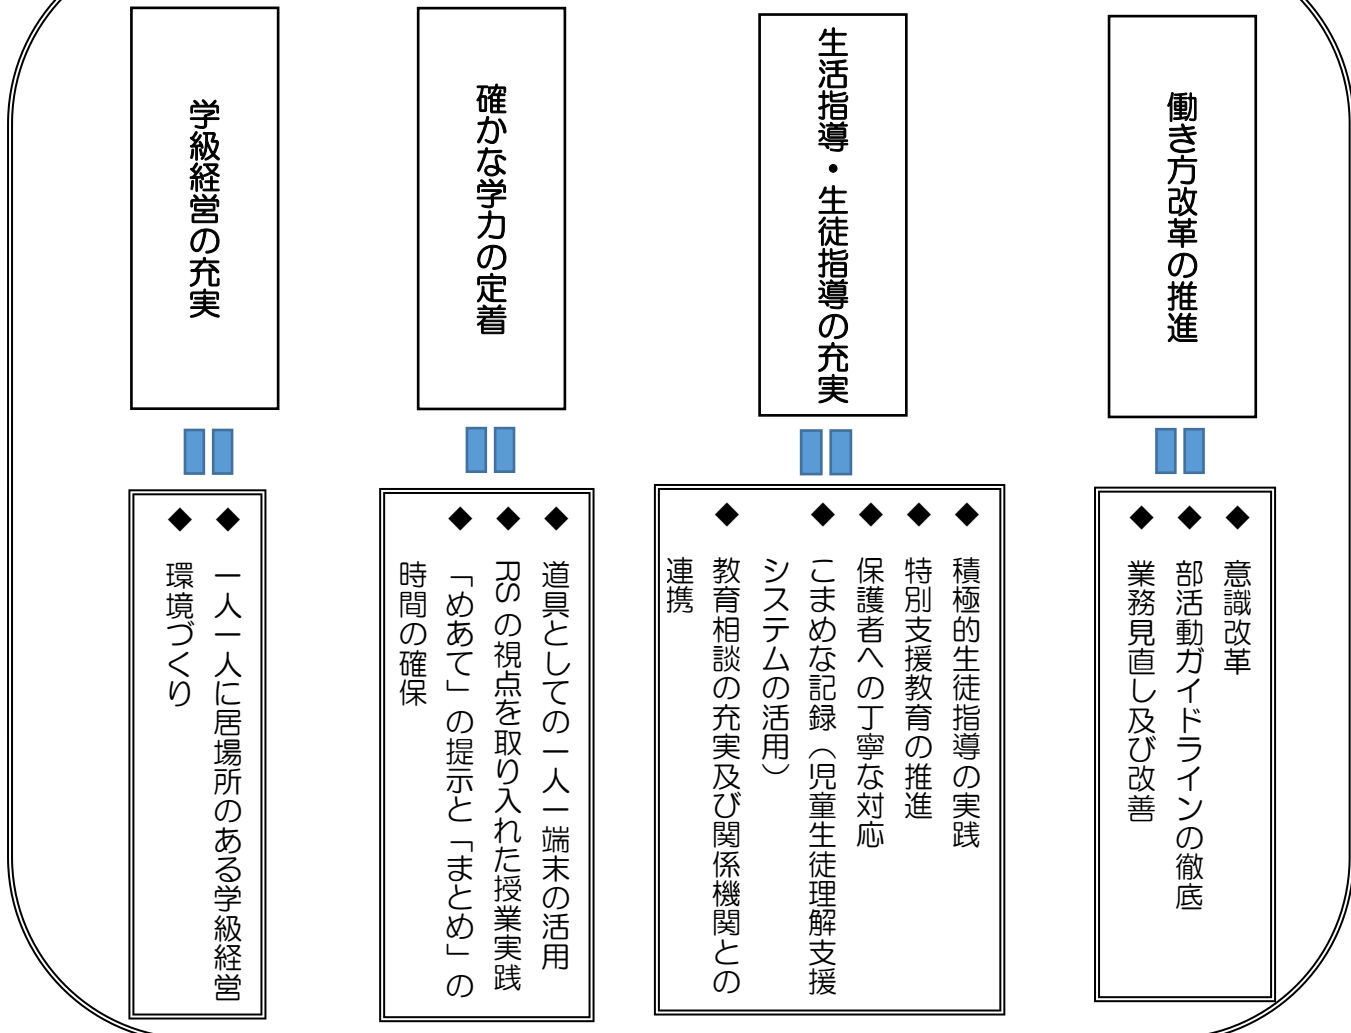 働き方改革の推進
◆ 意識改革
◆ 部活動ガイドラインの徹底
◆ 業務見直し及び改善
生活指導・生徒指導の充実
◆ 積極的生徒指導の実践
◆ 特別支援教育の推進
◆ 保護者への丁寧な対応
◆ こまめな記録（児童生徒理解支援
システムの活用）
◆ 教育相談の充実及び関係機関との
連携
確かな学力の定着
◆ 道具としての一人一端末の活用
◆ RSの視点を取り入れた授業実践
◆ 「めあて」の提示と「まとめ」の
時間の確保
学級経営の充実
◆ 一人一人に居場所のある学級経営
◆ 環境づくり